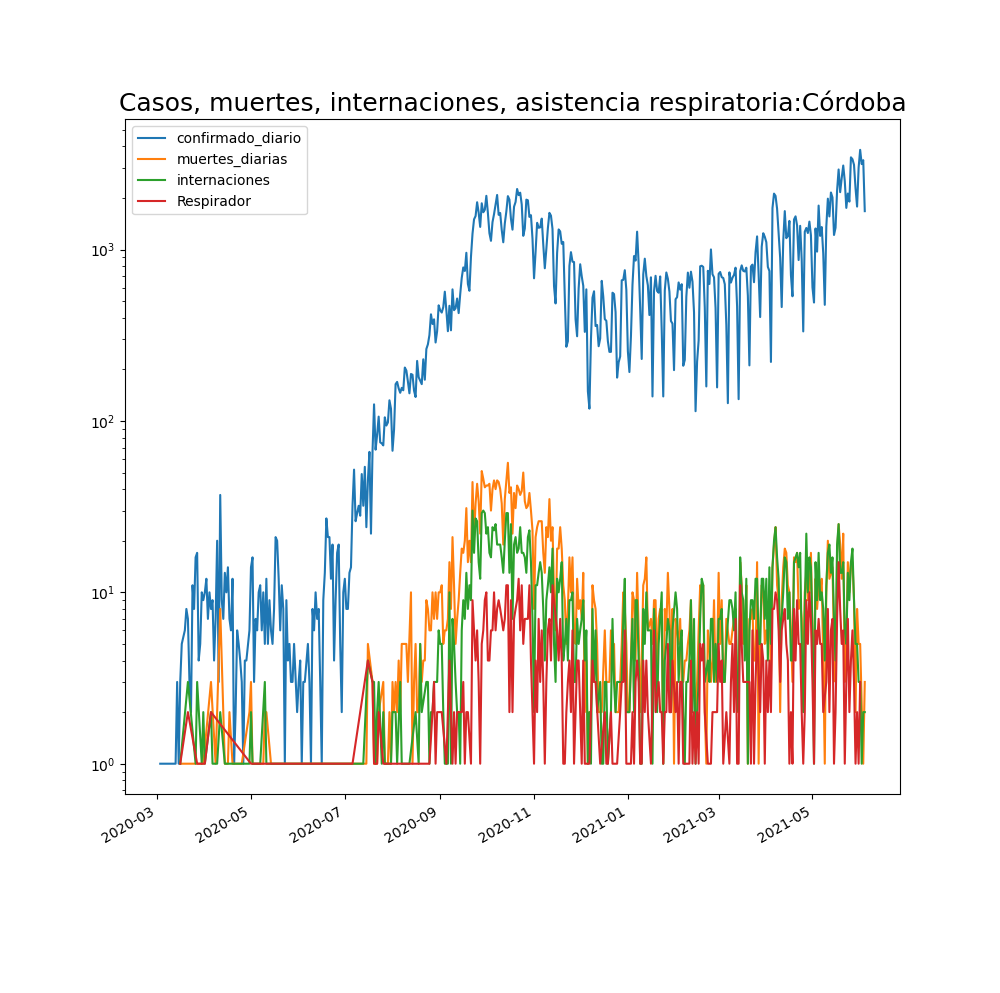 Casos, muertes, internaciones, asistencia respiratoria:Córdoba
confirmado_diario
muertes_diarias
internaciones
Respirador
10³
10²
10¹
10⁰
2020-03
2020-05
2020-07
2020-09
2020-11
2021-01
2021-03
2021-05